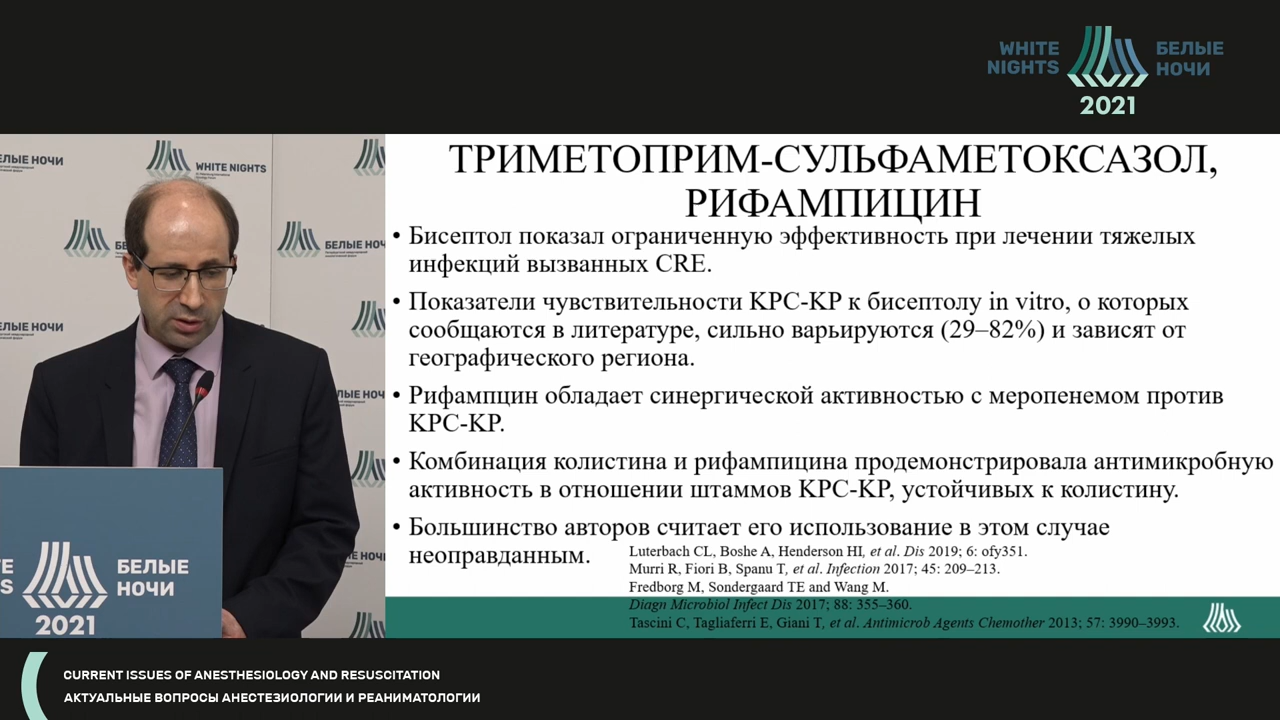 WHITE
NIGHTS
БЕЛЫЕ
НОЧИ
2021
ЕЛЫЕ НОЧИ
WHITE NIGHTS
БЕЛЫЕ НОЧИ
БЕЛЫЕ
НОЧИ
2021
ТРИМЕТОПРИМ-СУЛЬФАМЕТОКСАЗОЛ,
РИФАМПИЦИН
• Бисептол показал ограниченную эффективность при лечении тяжелых
инфекций вызванных CRE.
• Показатели чувствительности KPC-KP к бисептолу in vitro, о которых
сообщаются в литературе, сильно варьируются (29–82%) и зависят от
географического региона.
• Рифампцин обладает синергической активностью с меропенемом против
KPC-KP.
• Комбинация колистина и рифампицина продемонстрировала антимикробную
активность в отношении штаммов KPC-KP, устойчивых к колистину.
• Большинство авторов считает его использование в этом случае
неоправданным.
Luterbach CL, Boshe A, Henderson HI, et al. Dis 2019; 6: ofy351.
Murri R, Fiori B, Spanu T, et al. Infection 2017; 45: 209–213.
Fredborg M, Sondergaard TE and Wang M.
Diagn Microbiol Infect Dis 2017; 88: 355–360.
Tascini C, Tagliaferri E, Giani T, et al. Antimicrob Agents Chemother 2013; 57: 3990–3993.
CURRENT ISSUES OF ANESTHESIOLOGY AND RESUSCITATION
АКТУАЛЬНЫЕ ВОПРОСЫ АНЕСТЕЗИОЛОГИИ И РЕАНИМАТОЛОГИИ